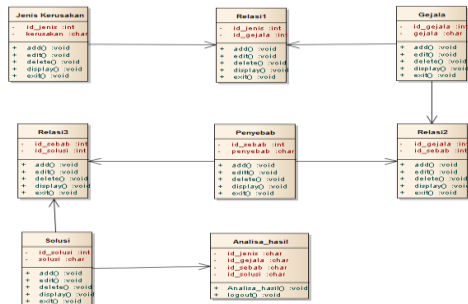 Jenis Kerusakan
- id_jenis :int
- kerusakan :char
+ add() :void
+ edit() :void
+ delete() :void
+ display() :void
+ exit() :void
Relasi1
- id_jenis :int
- id_gejala :int
+ add() :void
+ edit() :void
+ delete() :void
+ display() :void
+ exit() :void
Gejala
- id_gejala :int
- gejala :char
+ add() :void
+ edit() :void
+ delete() :void
+ display() :void
+ exit() :void
Relasi3
- id_sebab :int
- id_solusi :int
+ add() :void
+ edit() :void
+ delete() :void
+ display() :void
+ exit() :void
Penyebab
- id_sebab :int
- penyebab :char
+ add() :void
+ edit() :void
+ delete() :void
+ display() :void
+ exit() :void
Relasi2
- id_gejala :int
- id_sebab :int
+ add() :void
+ edit() :void
+ delete() :void
+ display() :void
+ exit() :void
Solusi
- id_solusi :int
- solusi :char
+ add() :void
+ edit() :void
+ delete() :void
+ display() :void
+ exit() :void
Analisa_hasil
- id_jenis :char
- id_gejala :char
- id_sebab :char
- id_solusi :char
+ Analisa_hasil() :void
+ logout() :void